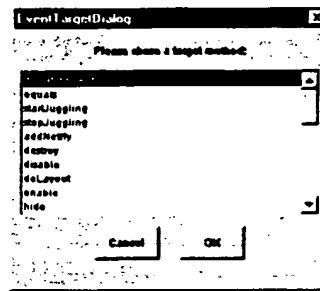 EventTargetDialog
Please chose a target method:
equals
startJuggling
stopJuggling
addNotify
destroy
disable
doLayout
enable
hide
Cancel
OK